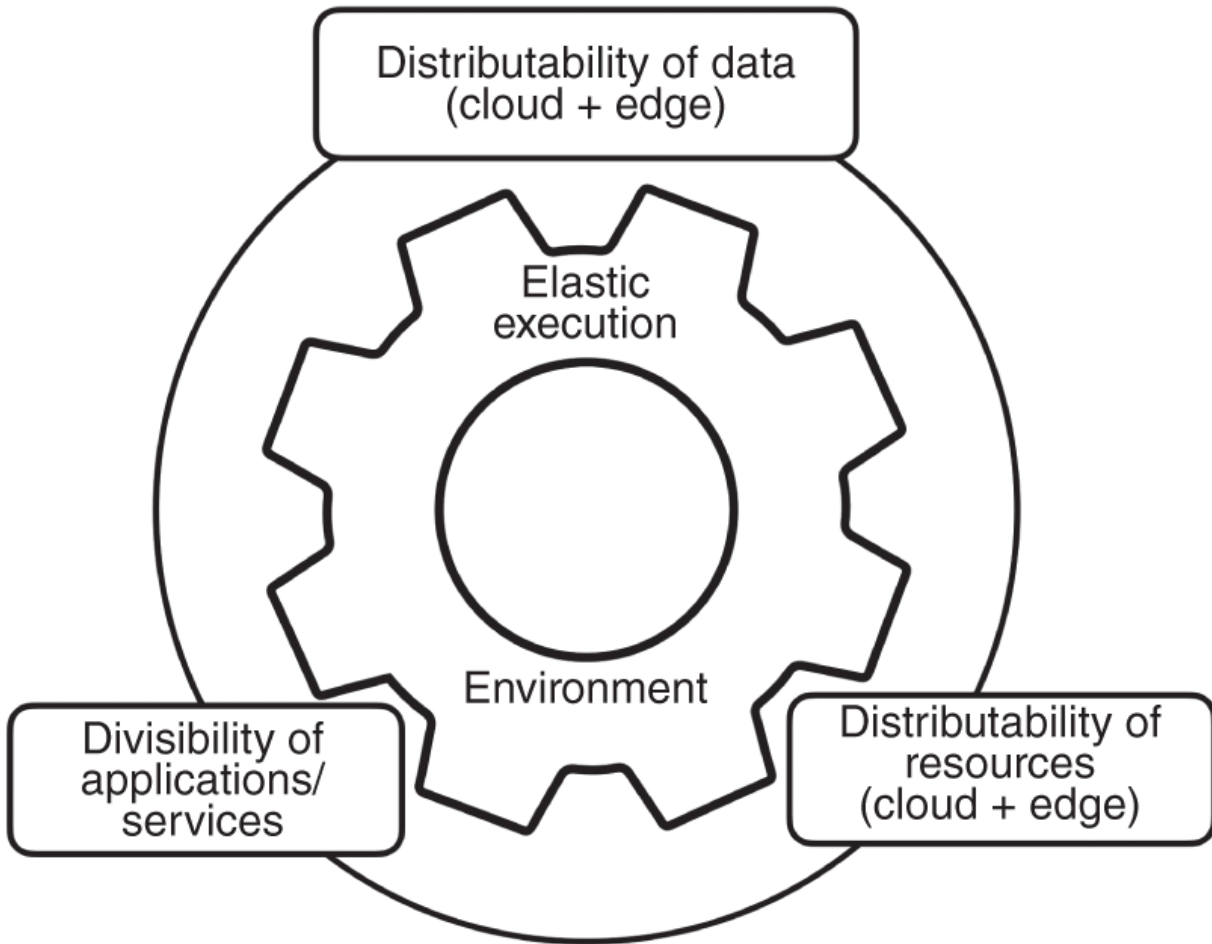 Distributability of data
(cloud + edge)
Elastic
execution
Environment
Divisibility of
applications/
services
Distributability of
resources
(cloud + edge)